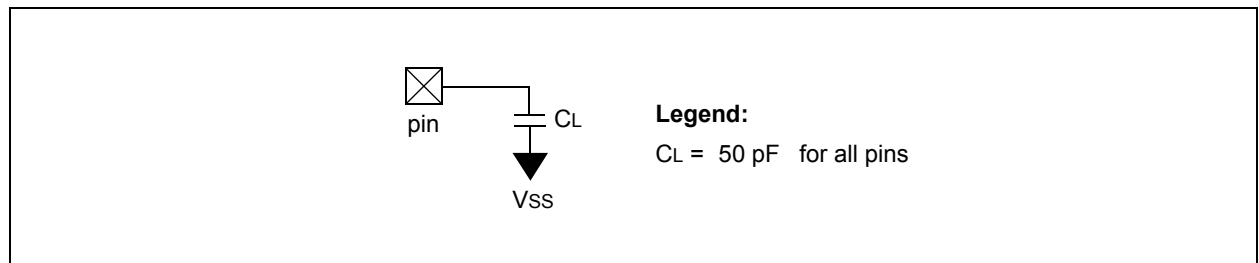 pin
CL
VSS
Legend:
CL = 50 pF for all pins